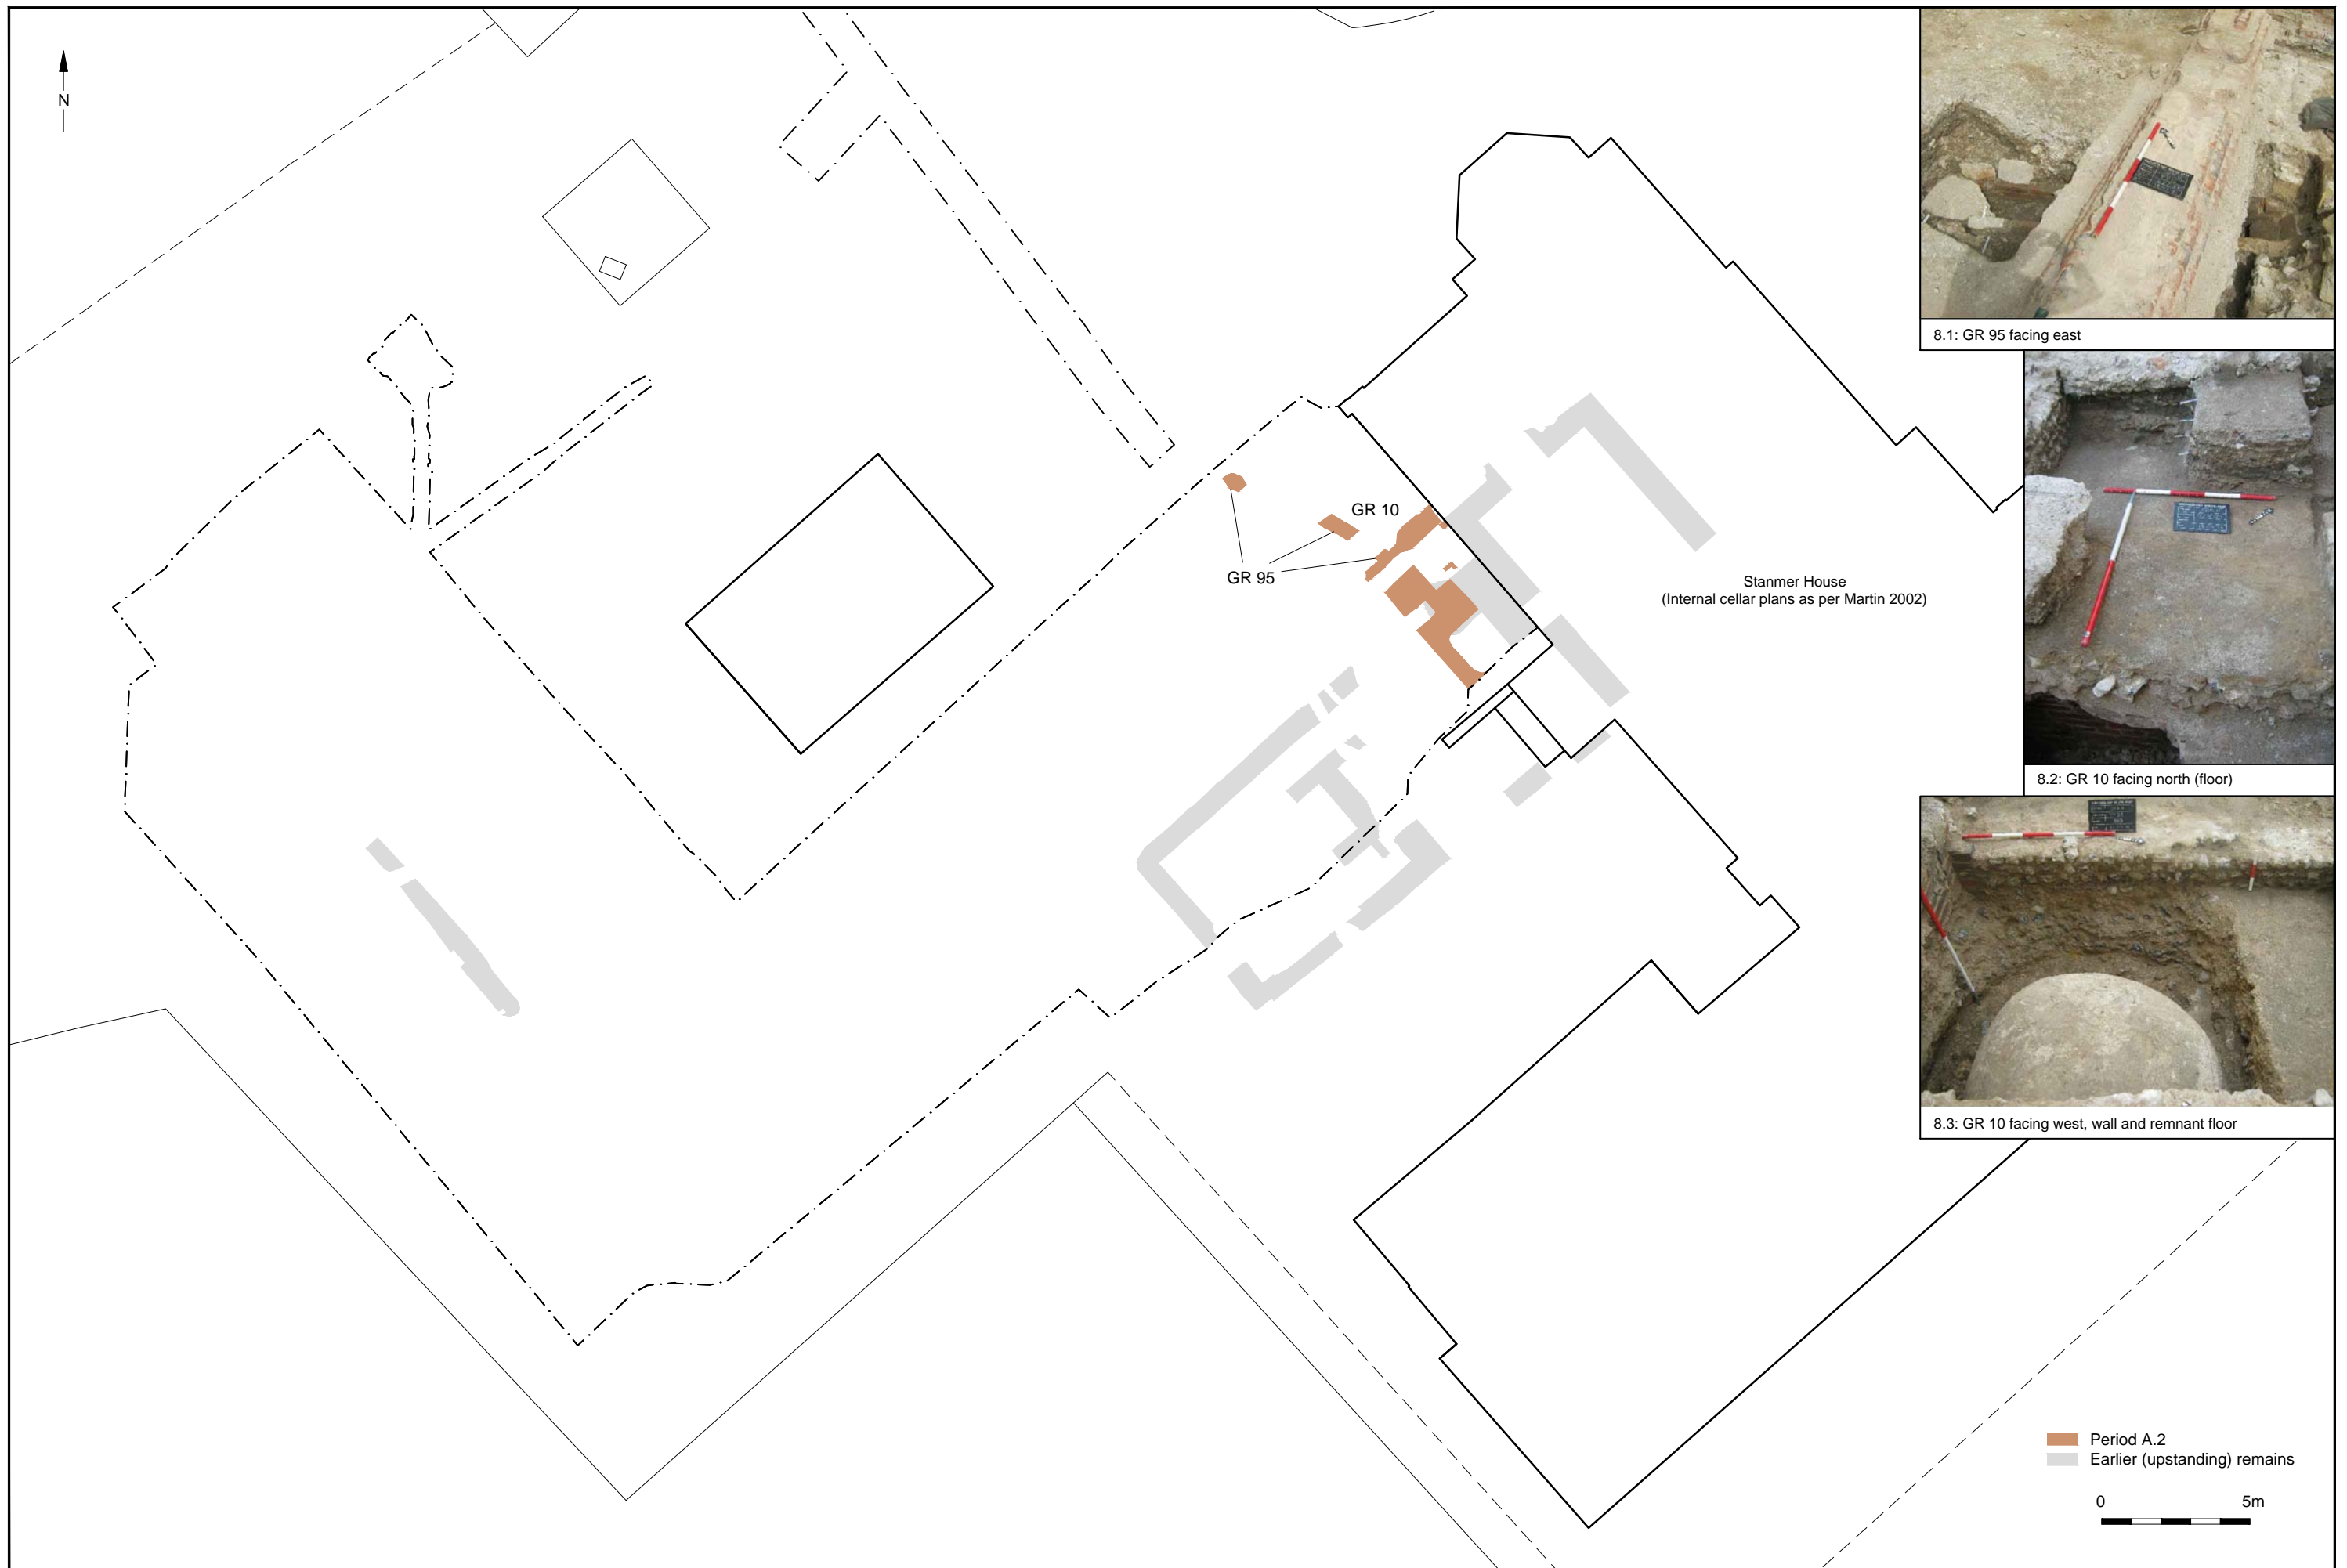 N
8.1: GR 95 facing east
GR 10
GR 95
Stanmer House
(Internal cellar plans as per Martin 2002)
8.2: GR 10 facing north (floor)
8.3: GR 10 facing west, wall and remnant floor
Period A.2
Earlier (upstanding) remains
0 5m